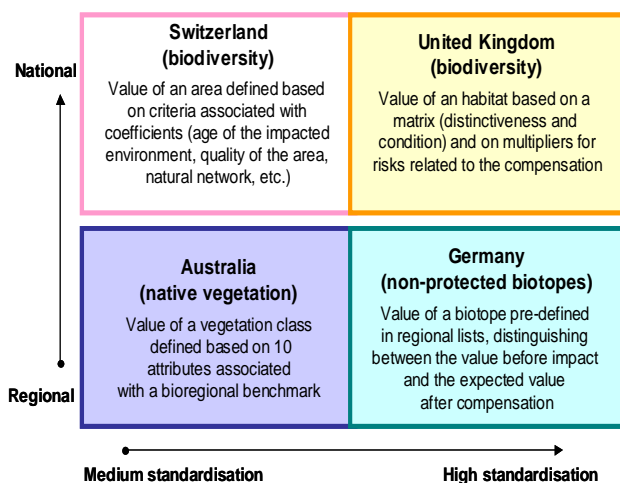 Switzerland
(biodiversity)
Value of an area defined based
on criteria associated with
coefficients (age of the impacted
environment, quality of the area,
natural network, etc.)
United Kingdom
(biodiversity)
Value of an habitat based on a
matrix (distinctiveness and
condition) and on multipliers for
risks related to the compensation
National
Australia
(native vegetation)
Value of a vegetation class
defined based on 10
attributes associated
with a bioregional benchmark
Germany
(non-protected biotopes)
Value of a biotope pre-defined
in regional lists, distinguishing
between the value before impact
and the expected value
after compensation
Regional
Medium standardisation
High standardisation